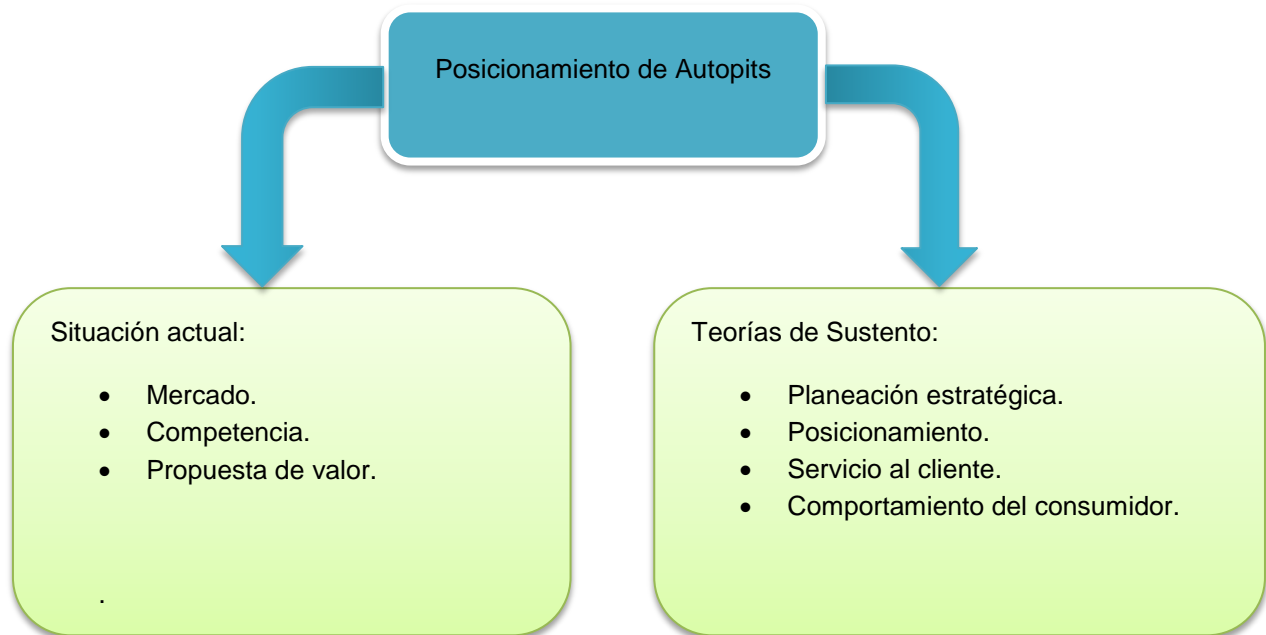 Posicionamiento de Autopits
Situación actual:
• Mercado.
• Competencia.
• Propuesta de valor.
.
Teorías de Sustento:
• Planeación estratégica.
• Posicionamiento.
• Servicio al cliente.
• Comportamiento del consumidor.